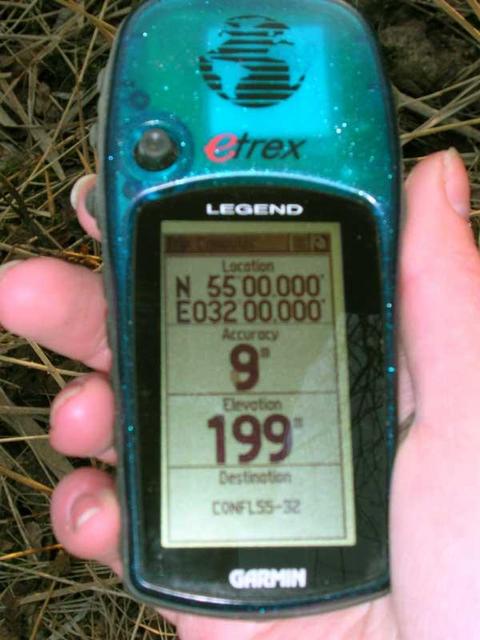 etrex
LEGEND
Location
N 55°00.000'
E032°00.000'
Accuracy
9m
Elevation
199m
Destination
CONFL55-32
GARMIN